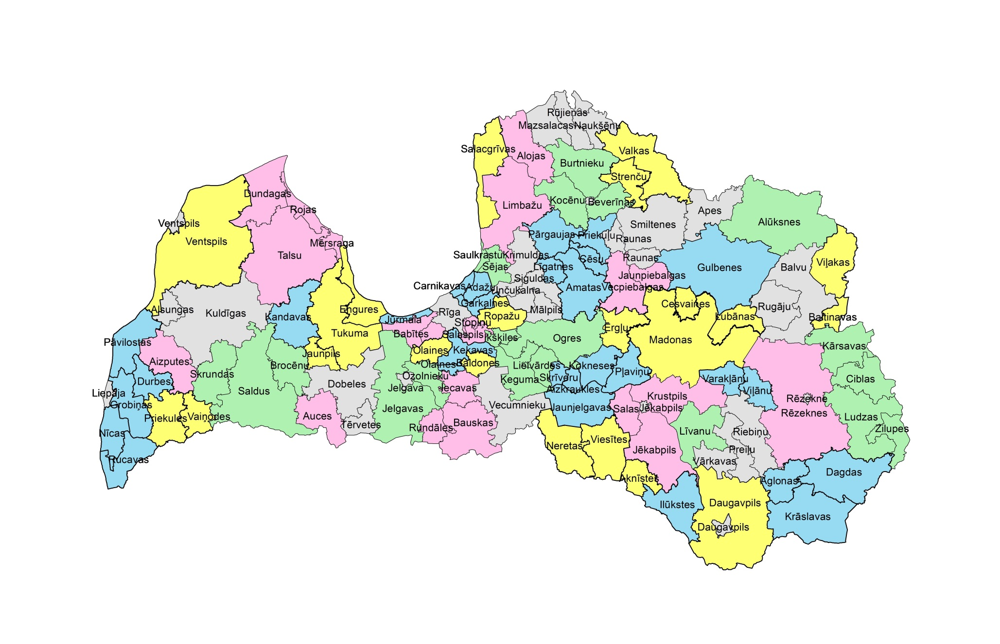 Rūjienas
Mazsalacas
Naukšēnu
Salacgrīvas
Valkas
Alojas
Burtnieku
Strenču
Dundagas
Kocēnu
Beverīnas
Limbažu
Rojas
Apes
Ventspils
Alūksnes
Smiltenes
Pārgaujas
Priekuļu
Raunas
Ventspils
Mērsraga
Talsu
Saulkrastu
Krimuldas
Cēsu
Raunas
Sējas
Līgatnes
Gulbenes
Balvu
Viļakas
Siguldas
Jaunpiebalgas
Carnikavas
Adažu
Inčukalna
Amatas
Vecpiebalgas
Garkalnes
Cesvaines
Alsungas
Kuldīgas
Engures
Rīga
Mālpils
Rugāju
Kandavas
Jūrmala
Ropažu
Lubānas
Baltinavas
Stopiņu
Ērgļu
Tukuma
Babītes
Salaspils
Ikšķiles
Ogres
Madonas
Pāvilostas
Kārsavas
Jaunpils
Olaines
Ķekavas
Aizputes
Brocēnu
Olaines
Baldones
Lielvārdes
Kokneses
Pļaviņu
Skrundas
Ozolnieku
Ķeguma
Skrīveru
Varakļānu
Ciblas
Durbes
Dobeles
Jelgava
Iecavas
Aizkraukles
Viļānu
Liepāja
Saldus
Krustpils
Rēzekne
Grobiņas
Vecumnieku
Jaunjelgavas
Salas
Jēkabpils
Jelgavas
Rēzeknes
Priekules
Vaiņodes
Auces
Ludzas
Tērvetes
Rundāles
Bauskas
Līvanu
Riebiņu
Zilupes
Nīcas
Neretas
Viesītes
Jēkabpils
Preiļu
Rucavas
Vārkavas
Dagdas
Aknīstes
Aglonas
Ilūkstes
Daugavpils
Krāslavas
Daugavpils